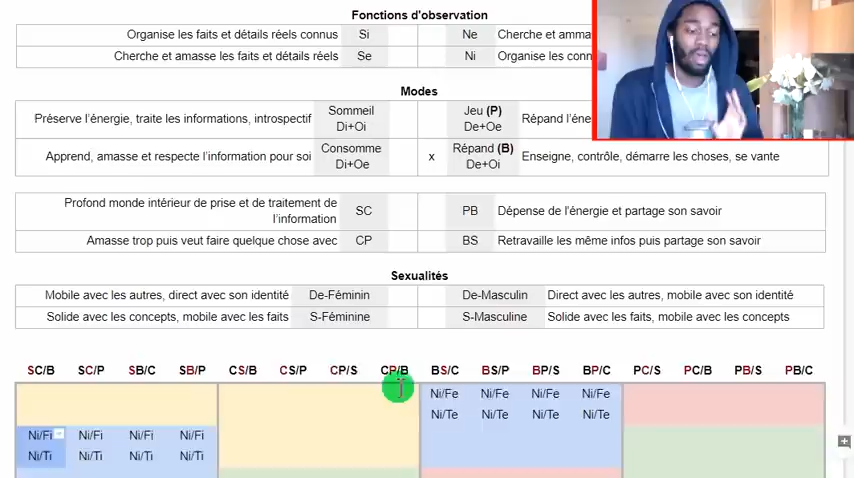 Fonctions d'observation
Organise les faits et détails réels connus Si Ne Cherche et amma
Cherche et amasse les faits et détails réels Se Ni Organise les conn
Modes
Préserve l'énergie, traite les informations, introspectif Sommeil Di+Oi Jeu (P) De+Oe Répand l'éne
Apprend, amasse et respecte l'information pour soi Consomme Di+Oe x Répand (B) De+Oi Enseigne, contrôle, démarre les choses, se vante
Profond monde intérieur de prise et de traitement de l'information SC PB Dépense de l'énergie et partage son savoir
Amasse trop puis veut faire quelque chose avec CP BS Retravaille les même infos puis partage son savoir
Sexualités
Mobile avec les autres, direct avec son identité De-Féminin De-Masculin Direct avec les autres, mobile avec son identité
Solide avec les concepts, mobile avec les faits S-Féminine S-Masculine Solide avec les faits, mobile avec les concepts
SC/B SC/P SB/C SB/P CS/B CS/P CP/S CP/B BS/C BS/P BP/S BP/C PC/S PC/B PB/S PB/C
Ni/Fe Ni/Fe Ni/Fe Ni/Fe
Ni/Te Ni/Te Ni/Te Ni/Te
Ni/Fi Ni/Fi Ni/Fi Ni/Fi
Ni/Ti Ni/Ti Ni/Ti Ni/Ti